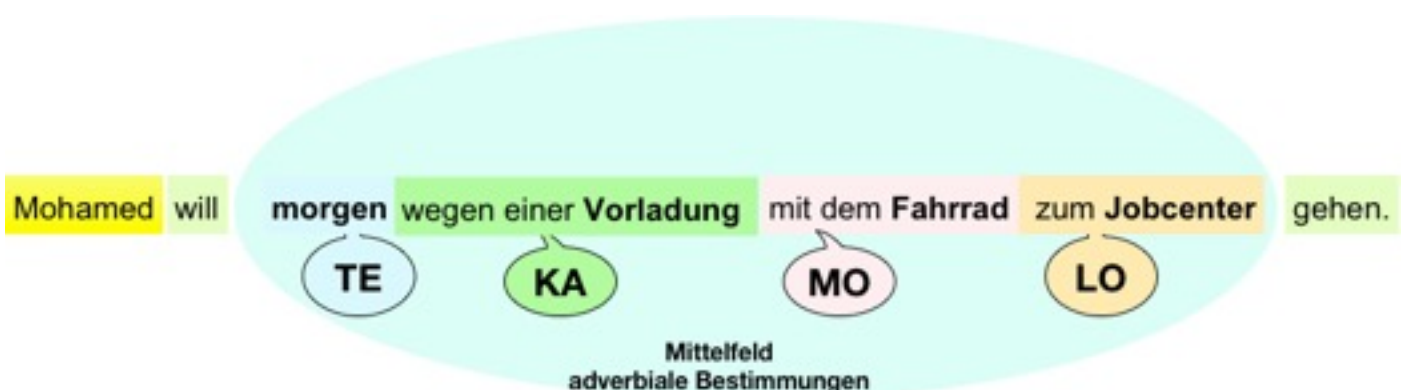 Mohamed will morgen wegen einer Vorladung mit dem Fahrrad zum Jobcenter gehen.
TE KA MO LO
Mittelfeld
adverbiale Bestimmungen